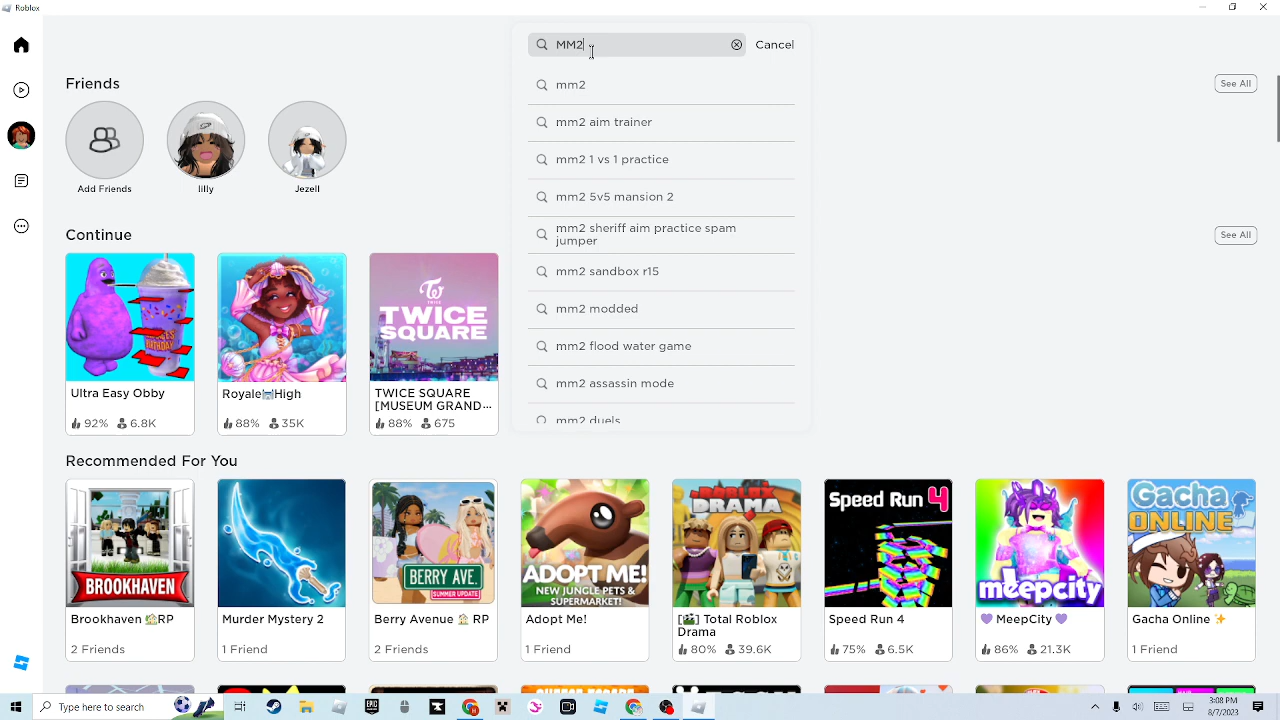 Roblox
MM2
Cancel
mm2
mm2 aim trainer
mm2 1 vs 1 practice
mm2 5v5 mansion 2
mm2 sheriff aim practice spam
jumper
mm2 sandbox r15
mm2 modded
mm2 flood water game
mm2 assassin mode
mm2 duels
Friends
See All
Add Friends
lilly
Jezell
Continue
See All
TWICE
TWICE
SQUARE
Ultra Easy Obby
92% 6.8K
Royale🏫High
88% 35K
TWICE SQUARE
[MUSEUM GRAND...
88% 675
Recommended For You
BROOKHAVEN
BERRY AVE.
SUMMER UPDATE
ADOPT ME!
NEW JUNGLE PETS &
SUPERMARKET!
ROBLOX
DRAMA
Speed Run 4
meepcity
Gacha
ONLINE
Brookhaven 🏡RP
2 Friends
Murder Mystery 2
1 Friend
Berry Avenue 🏠 RP
2 Friends
Adopt Me!
1 Friend
[🎬] Total Roblox
Drama
80% 39.6K
Speed Run 4
75% 6.5K
💜 MeepCity 💜
86% 21.3K
Gacha Online ✨
1 Friend
Type here to search
EPIC
3:08 PM
8/7/2023